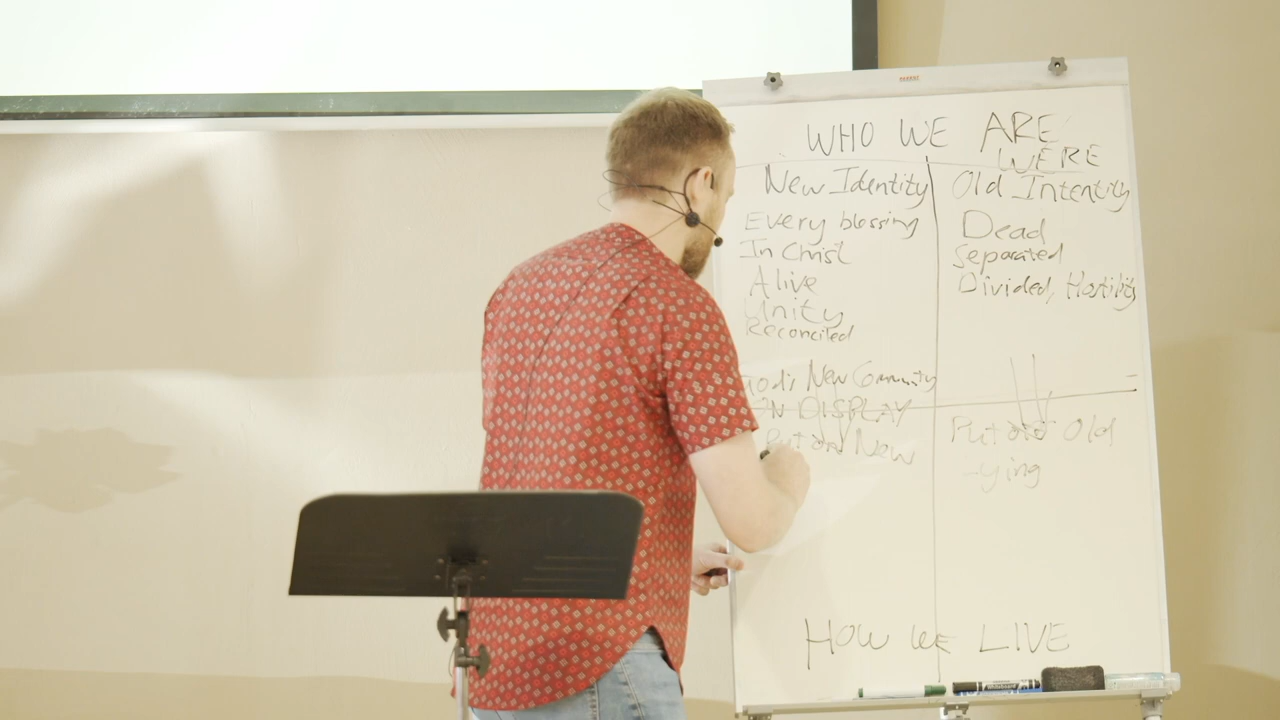 WHO WE ARE
WERE
New Identity
Every blessing
In Christ
Alive
Unity
Reconciled
God's New Community
ON DISPLAY
Put on New
Old Intentity
Dead
Separated
Divided, Hostility
Put off Old
-ying
HOW WE LIVE